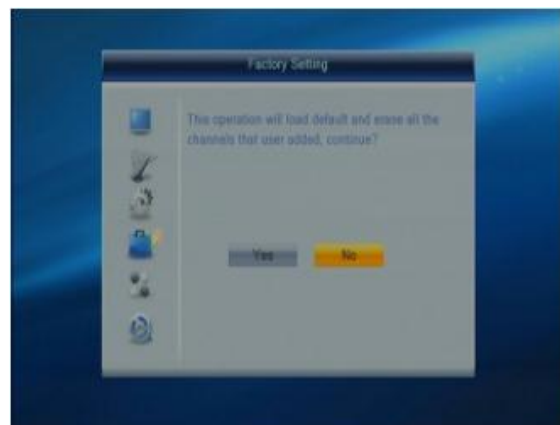 Factory Setting
This operation will load default and erase all the
channels that user added, continue?
Yes
No